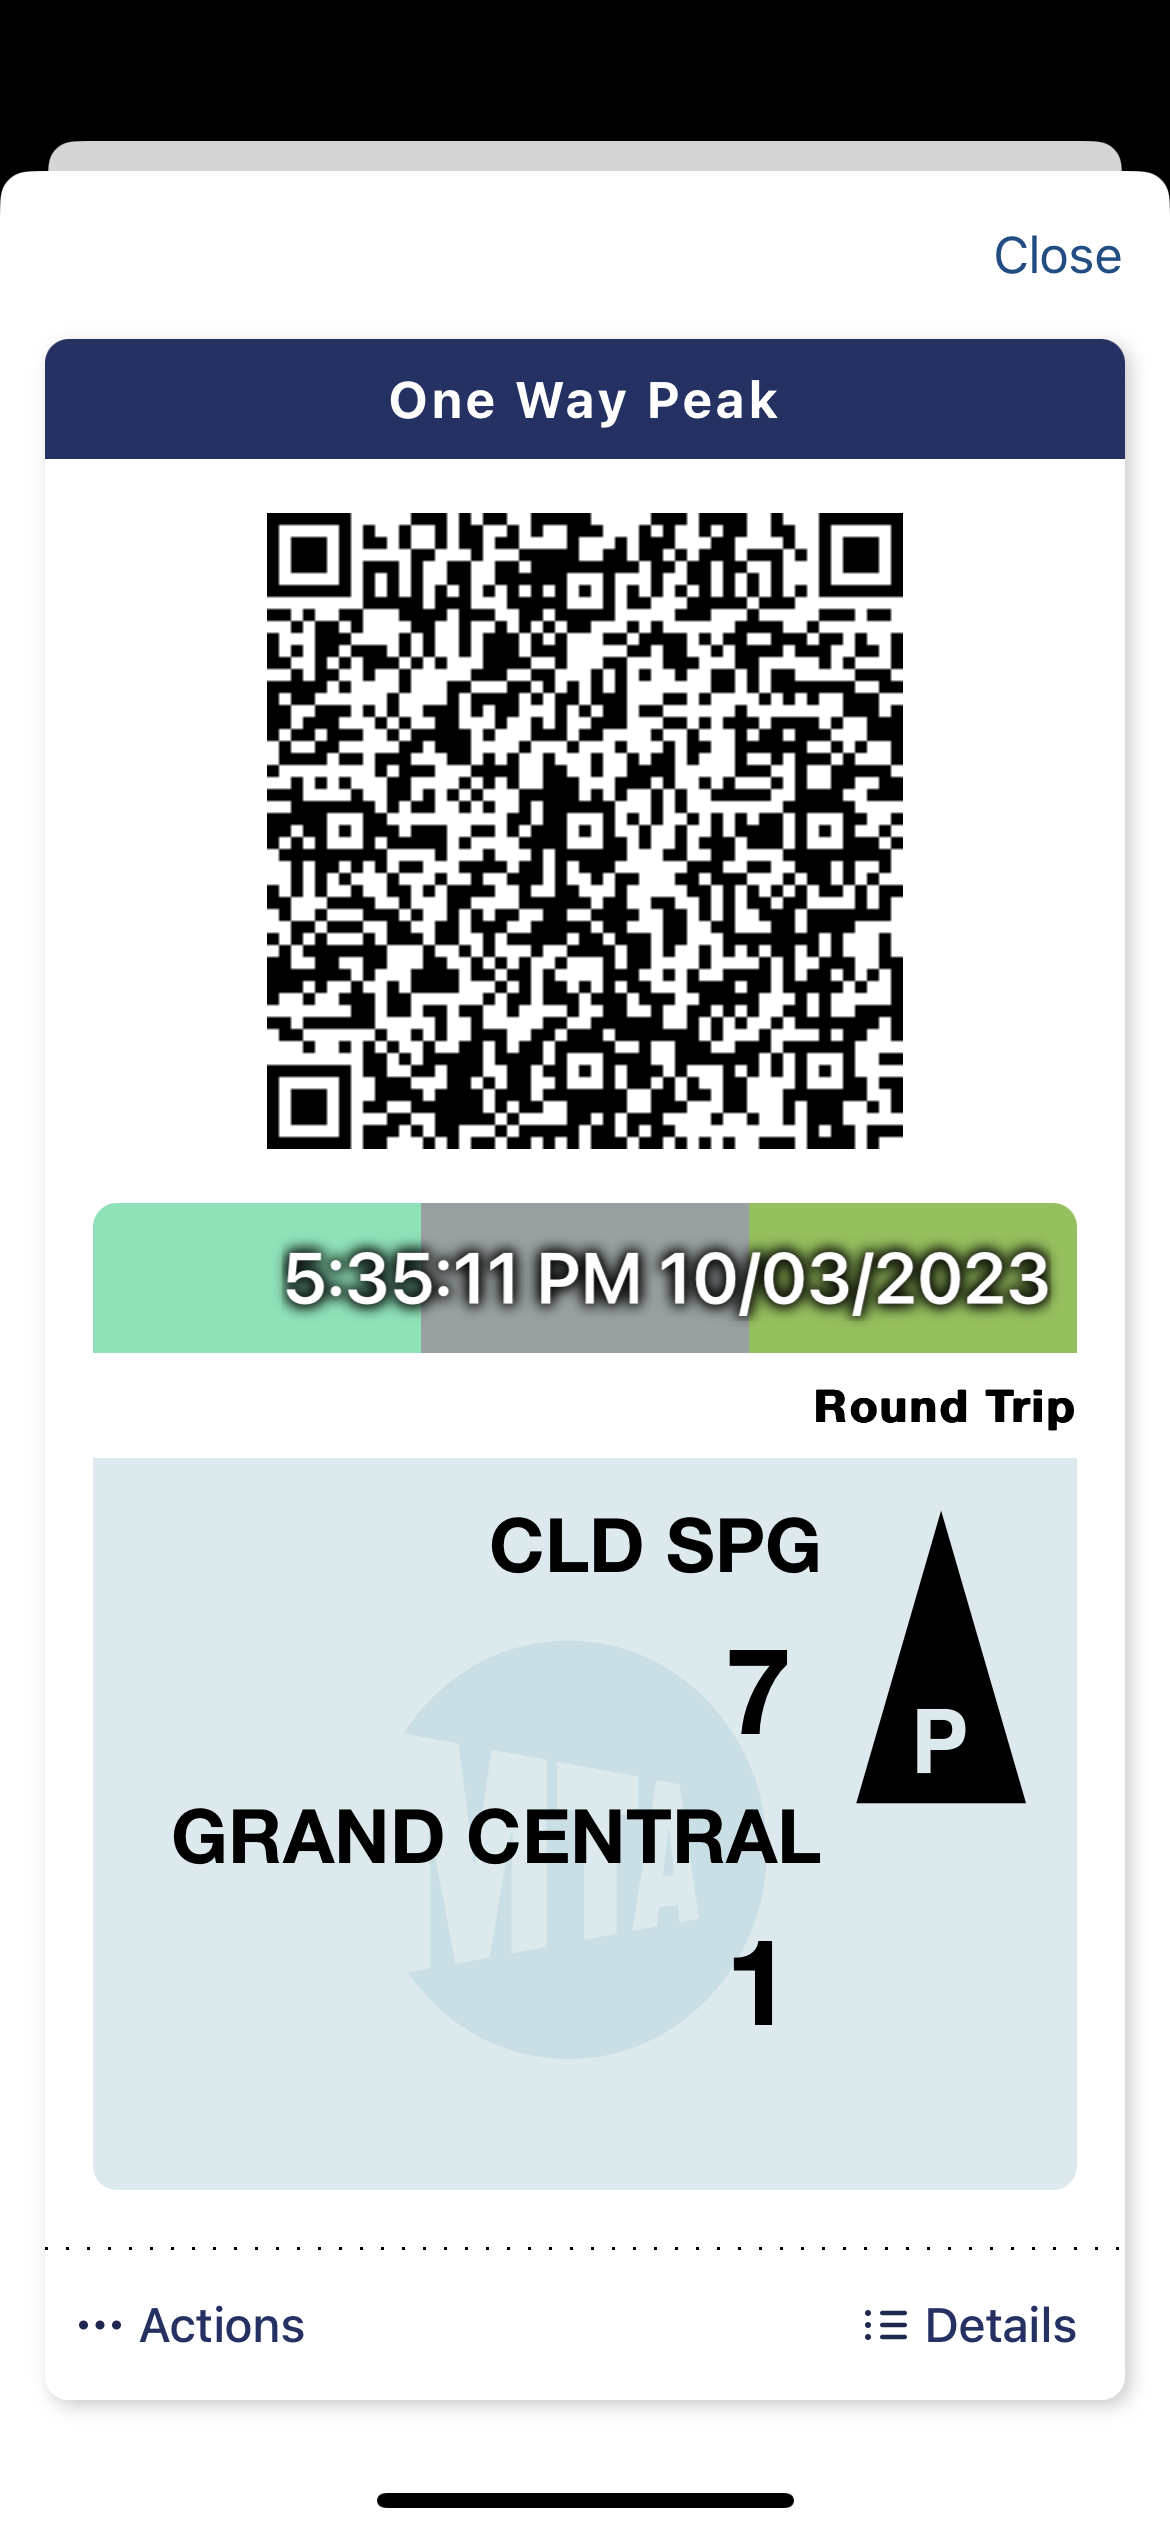 Close
One Way Peak
5:35:11 PM 10/03/2023
Round Trip
CLD SPG
7
P
GRAND CENTRAL
MTA
1
Actions
Details